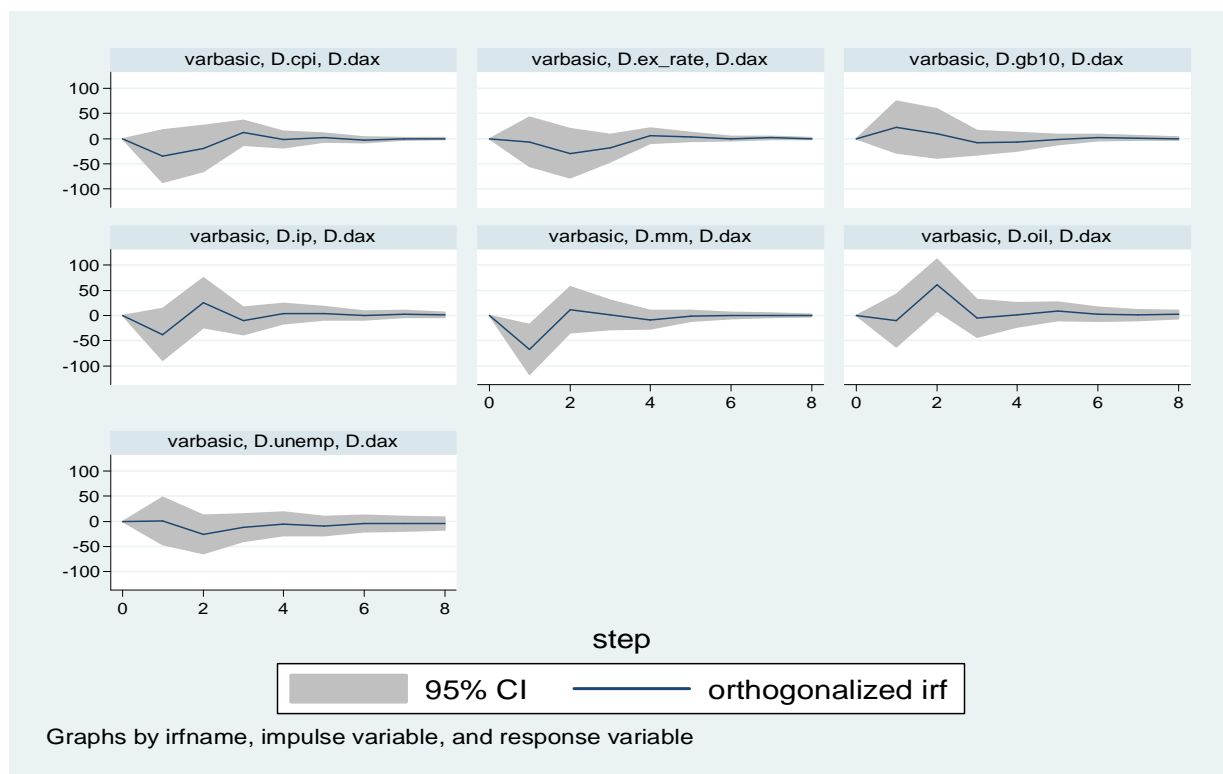 varbasic, D.cpi, D.dax
varbasic, D.ex_rate, D.dax
varbasic, D.gb10, D.dax
100
50
0
-50
-100
varbasic, D.ip, D.dax
varbasic, D.mm, D.dax
varbasic, D.oil, D.dax
100
50
0
-50
-100
0 2 4 6 8
0 2 4 6 8
varbasic, D.unemp, D.dax
100
50
0
-50
-100
0 2 4 6 8
step
95% CI orthogonalized irf
Graphs by irfname, impulse variable, and response variable